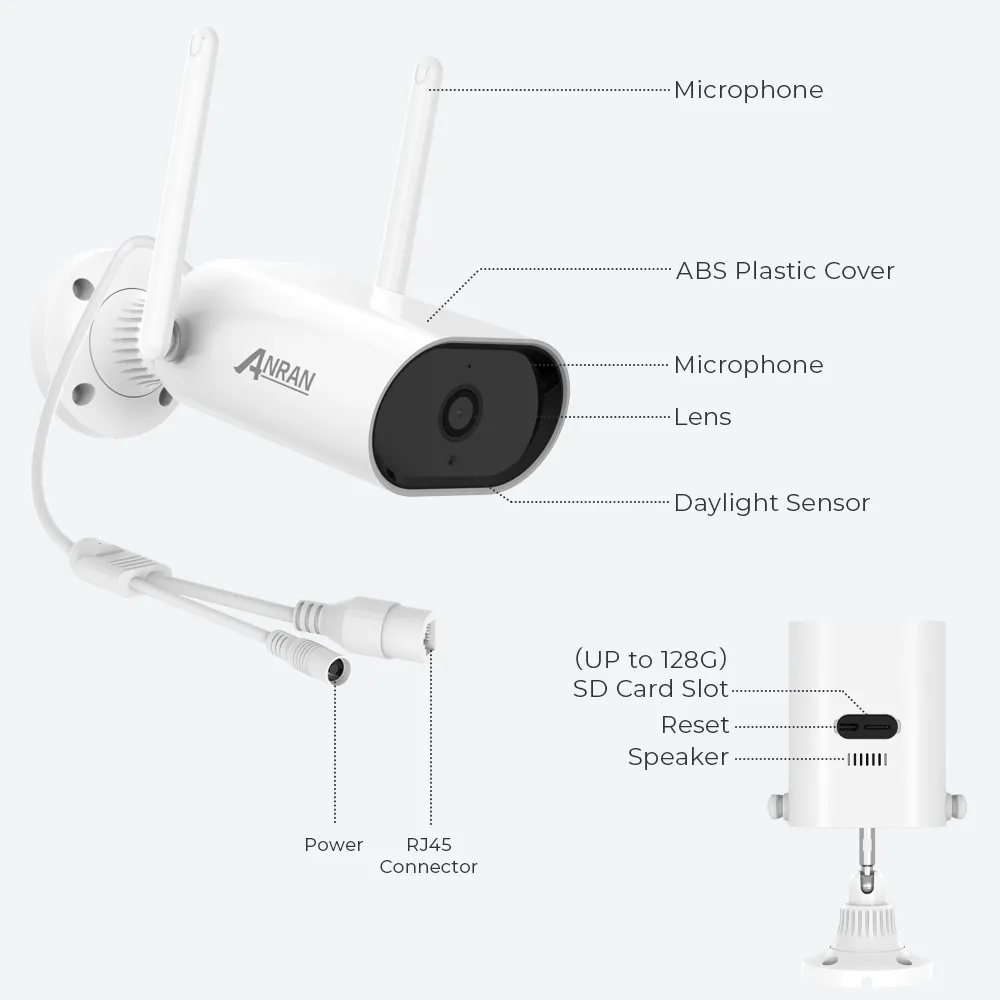 Microphone
ABS Plastic Cover
ANRAN
Microphone
Lens
Daylight Sensor
(UP to 128G)
SD Card Slot
Reset
Speaker
Power
RJ45
Connector